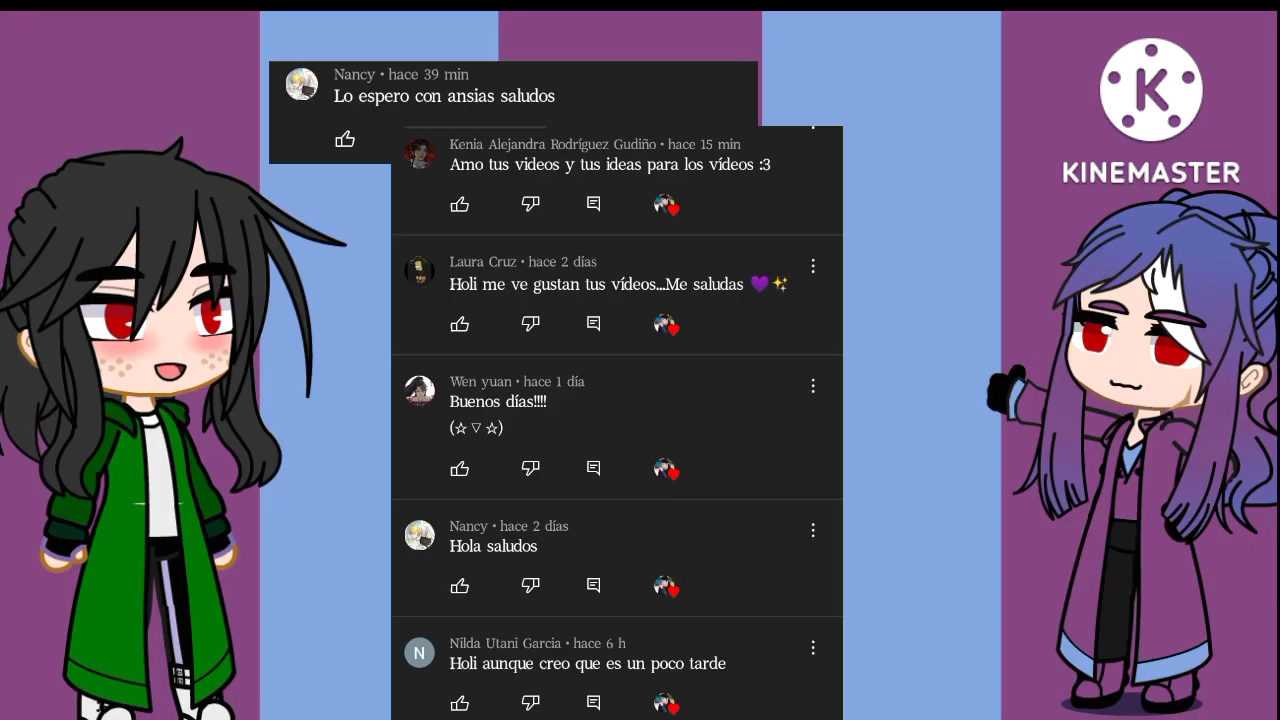 Nancy • hace 39 min
Lo espero con ansias saludos
K
KINEMASTER
Kenia Alejandra Rodríguez Gudiño • hace 15 min
Amo tus videos y tus ideas para los vídeos :3
Laura Cruz • hace 2 días
Holi me ve gustan tus vídeos...Me saludas 💜✨
Wen yuan • hace 1 día
Buenos días!!!!
(☆ ▽ ☆)
Nancy • hace 2 días
Hola saludos
N
Nilda Utani Garcia • hace 6 h
Holi aunque creo que es un poco tarde